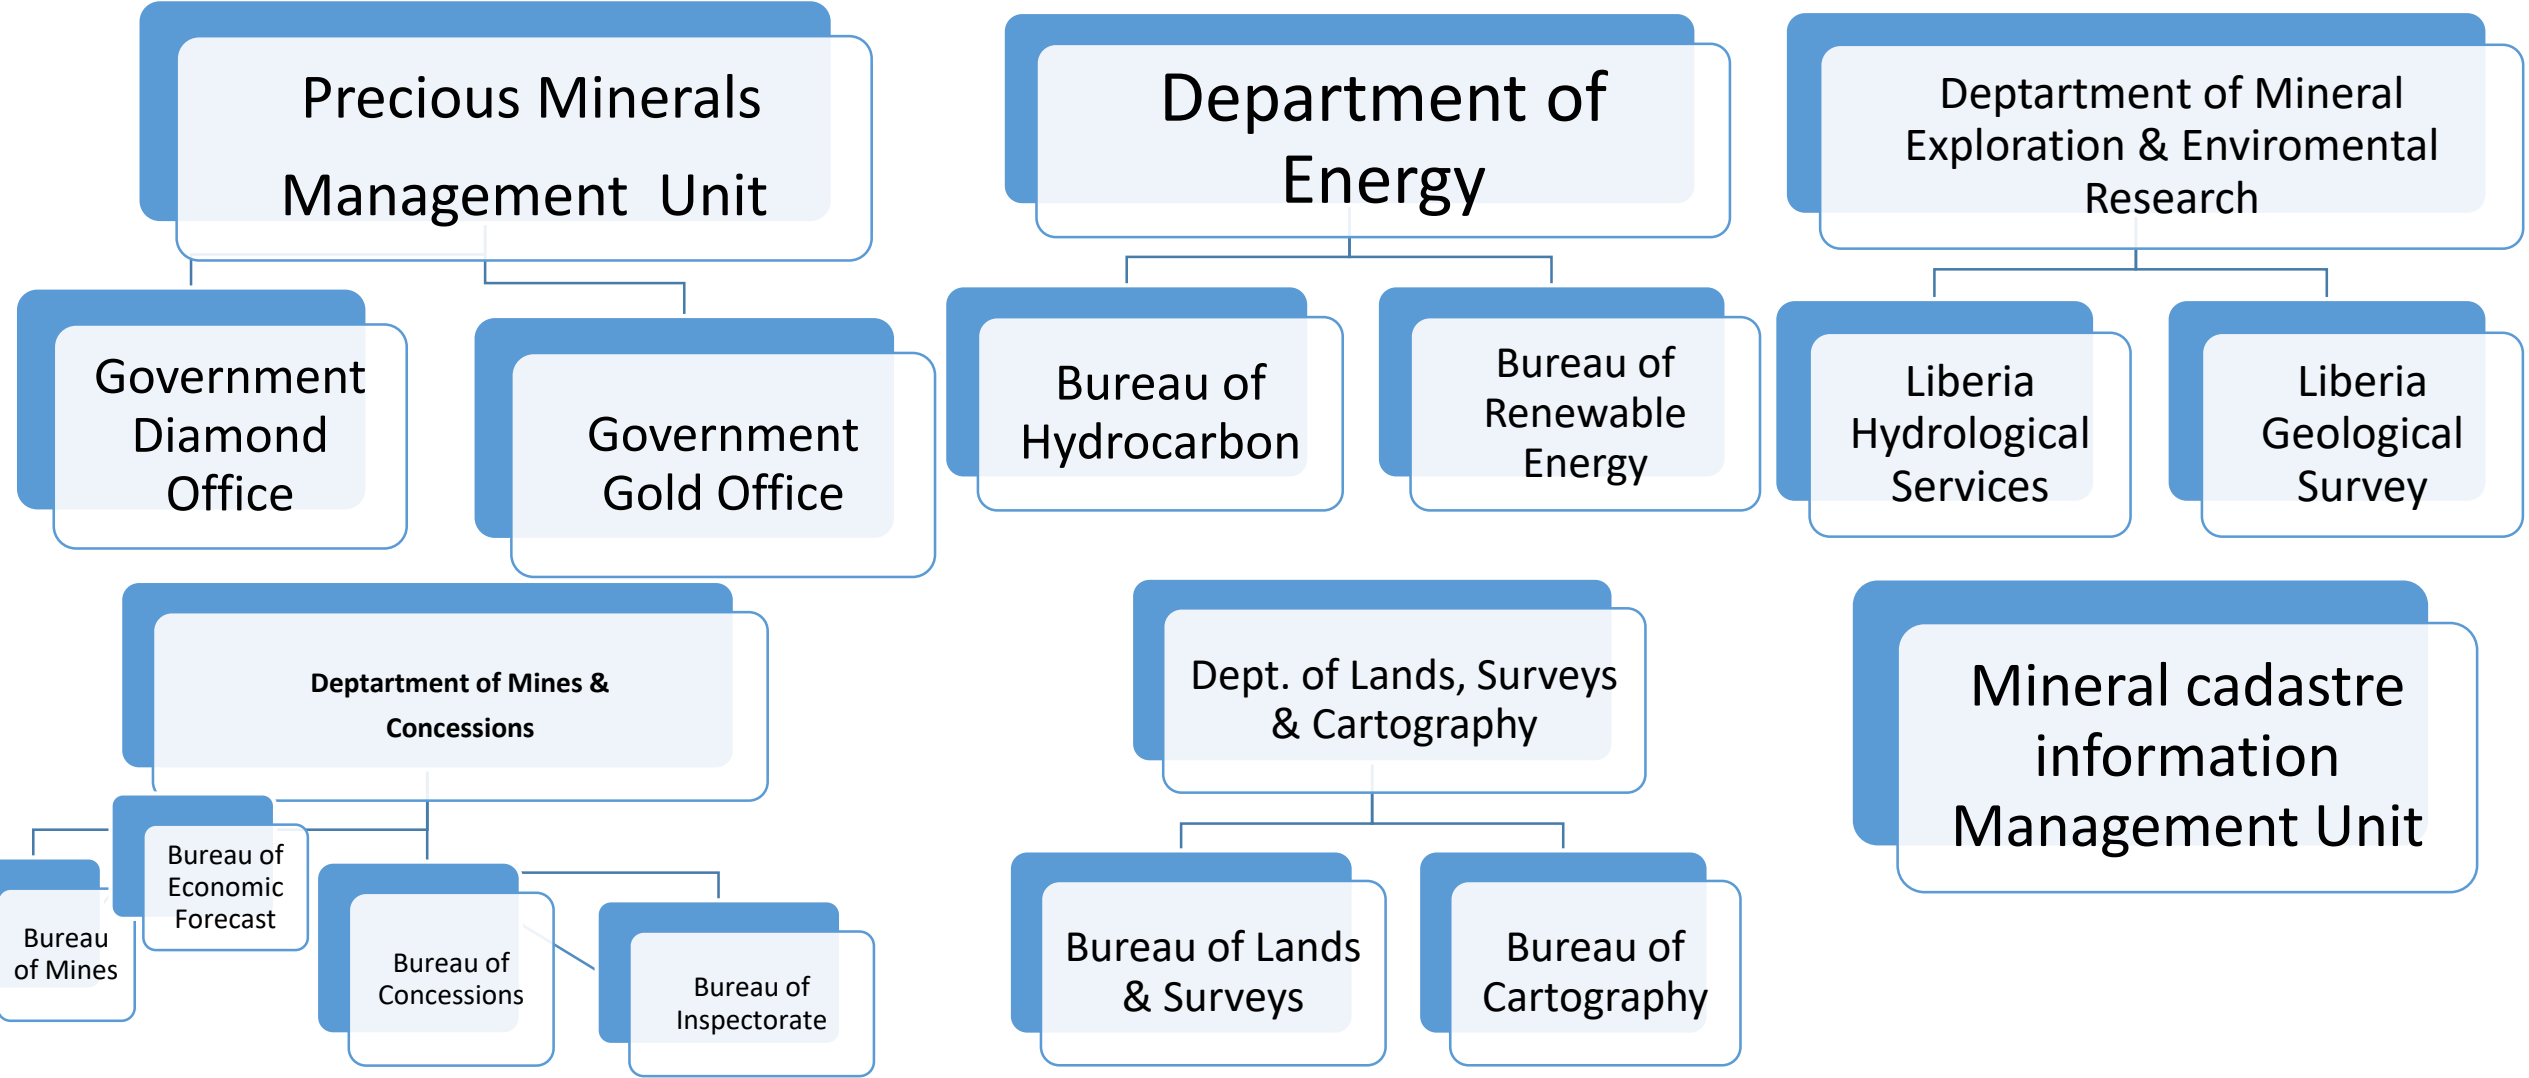 Precious Minerals
Management Unit
Government
Diamond
Office
Government
Gold Office
Department of
Energy
Bureau of
Hydrocarbon
Bureau of
Renewable
Energy
Deptartment of Mineral
Exploration & Enviromental
Research
Liberia
Hydrological
Services
Liberia
Geological
Survey
Deptartment of Mines &
Concessions
Bureau
of Mines
Bureau of
Economic
Forecast
Bureau of
Concessions
Bureau of
Inspectorate
Dept. of Lands, Surveys
& Cartography
Bureau of Lands
& Surveys
Bureau of
Cartography
Mineral cadastre
information
Management Unit